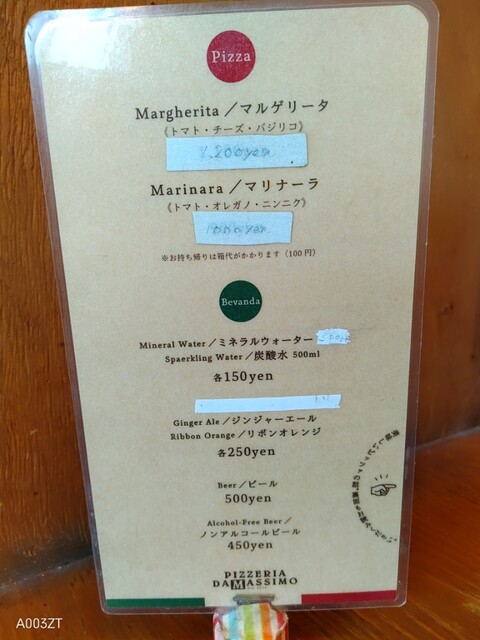 Pizza
Margherita／マルゲリータ
《トマト・チーズ・バジリコ》
1,200yen
Marinara／マリナーラ
《トマト・オレガノ・ニンニク》
1000yen
※お持ち帰りは箱代がかかります（100円）
Bevanda
Mineral Water／ミネラルウォーター
Spaerkling Water／炭酸水 500ml
各150yen
Ginger Ale／ジンジャーエール
Ribbon Orange／リボンオレンジ
各250yen
Beer／ビール
500yen
Alcohol-Free Beer／
ノンアルコールビール
450yen
PIZZERIA
DA MASSIMO
A003ZT